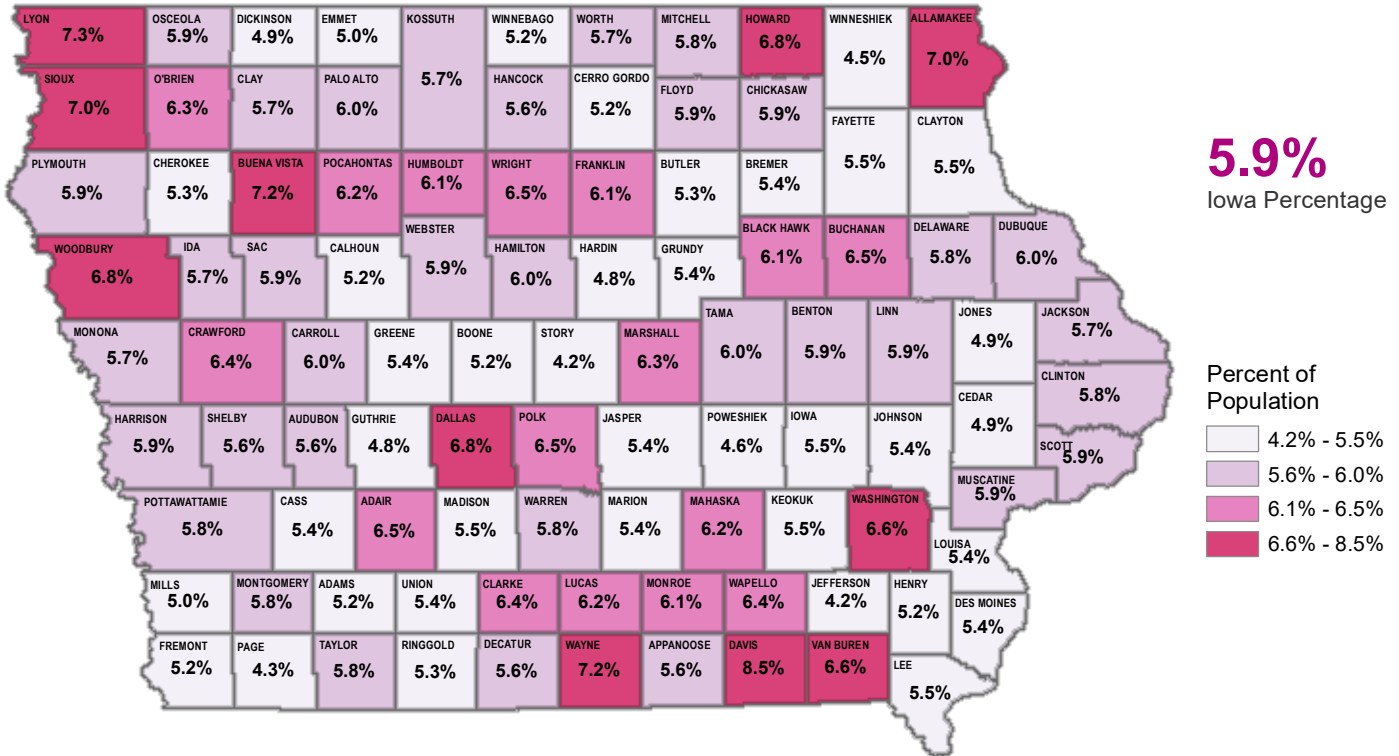 LYON
7.3%
OSCEOLA
5.9%
DICKINSON
4.9%
EMMET
5.0%
KOSSUTH
5.7%
WINNEBAGO
5.2%
WORTH
5.7%
MITCHELL
5.8%
HOWARD
6.8%
WINNESHIEK
4.5%
ALLAMAKEE
7.0%
SIOUX
7.0%
O'BRIEN
6.3%
CLAY
5.7%
PALO ALTO
6.0%
HANCOCK
5.6%
CERRO GORDO
5.2%
FLOYD
5.9%
CHICKASAW
5.9%
FAYETTE
5.5%
CLAYTON
5.5%
PLYMOUTH
5.9%
CHEROKEE
5.3%
BUENA VISTA
7.2%
POCAHONTAS
6.2%
HUMBOLDT
6.1%
WRIGHT
6.5%
FRANKLIN
6.1%
BUTLER
5.3%
BREMER
5.4%
WOODBURY
6.8%
IDA
5.7%
SAC
5.9%
CALHOUN
5.2%
WEBSTER
5.9%
HAMILTON
6.0%
HARDIN
4.8%
GRUNDY
5.4%
BLACK HAWK
6.1%
BUCHANAN
6.5%
DELAWARE
5.8%
DUBUQUE
6.0%
MONONA
5.7%
CRAWFORD
6.4%
CARROLL
6.0%
GREENE
5.4%
BOONE
5.2%
STORY
4.2%
MARSHALL
6.3%
TAMA
6.0%
BENTON
5.9%
LINN
5.9%
JONES
4.9%
JACKSON
5.7%
CLINTON
5.8%
HARRISON
5.9%
SHELBY
5.6%
AUDUBON
5.6%
GUTHRIE
4.8%
DALLAS
6.8%
POLK
6.5%
JASPER
5.4%
POWESHIEK
4.6%
IOWA
5.5%
JOHNSON
5.4%
CEDAR
4.9%
SCOTT
5.9%
MUSCATINE
5.9%
POTTAWATTAMIE
5.8%
CASS
5.4%
ADAIR
6.5%
MADISON
5.5%
WARREN
5.8%
MARION
5.4%
MAHASKA
6.2%
KEOKUK
5.5%
WASHINGTON
6.6%
LOUISA
5.4%
MILLS
5.0%
MONTGOMERY
5.8%
ADAMS
5.2%
UNION
5.4%
CLARKE
6.4%
LUCAS
6.2%
MONROE
6.1%
WAPELLO
6.4%
JEFFERSON
4.2%
HENRY
5.2%
DES MOINES
5.4%
FREMONT
5.2%
PAGE
4.3%
TAYLOR
5.8%
RINGGOLD
5.3%
DECATUR
5.6%
WAYNE
7.2%
APPANOOSE
5.6%
DAVIS
8.5%
VAN BUREN
6.6%
LEE
5.5%
5.9%
Iowa Percentage
Percent of
Population
4.2% - 5.5%
5.6% - 6.0%
6.1% - 6.5%
6.6% - 8.5%